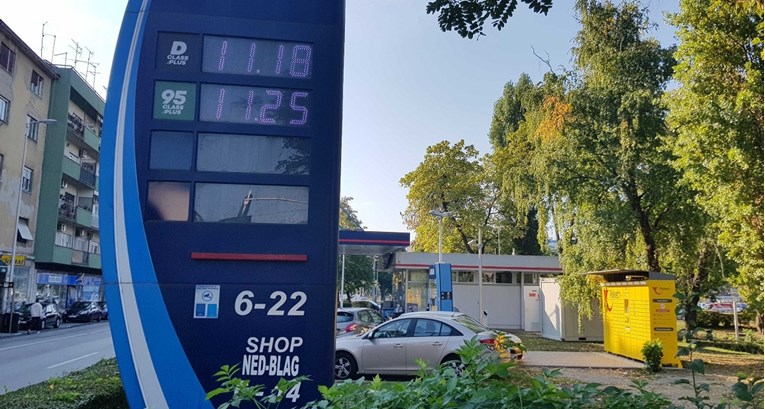 D
CLASS
.PLUS
11.18
95
CLASS
.PLUS
11.25
6-22
SHOP
NED-BLAG